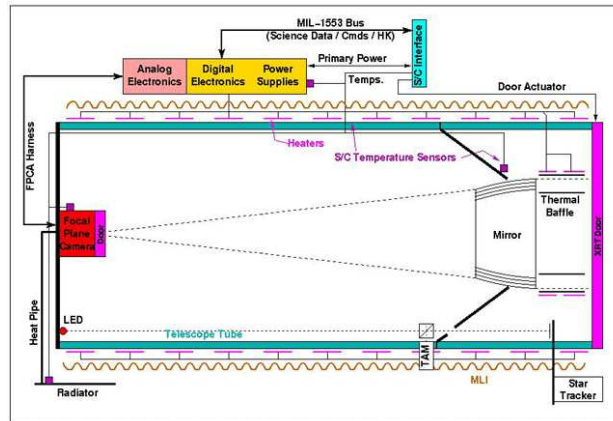 MIL-1553 Bus
(Science Data / Cmds / HK)
S/C Interface
Analog
Electronics
Digital
Electronics
Power
Supplies
Primary Power
Temps.
Door Actuator
Heaters
S/C Temperature Sensors
FPCA Harness
Focal
Plane
Camera
Door
Mirror
Thermal
Baffle
XRT Door
Heat Pipe
LED
Telescope Tube
TAM
MLI
Radiator
Star
Tracker